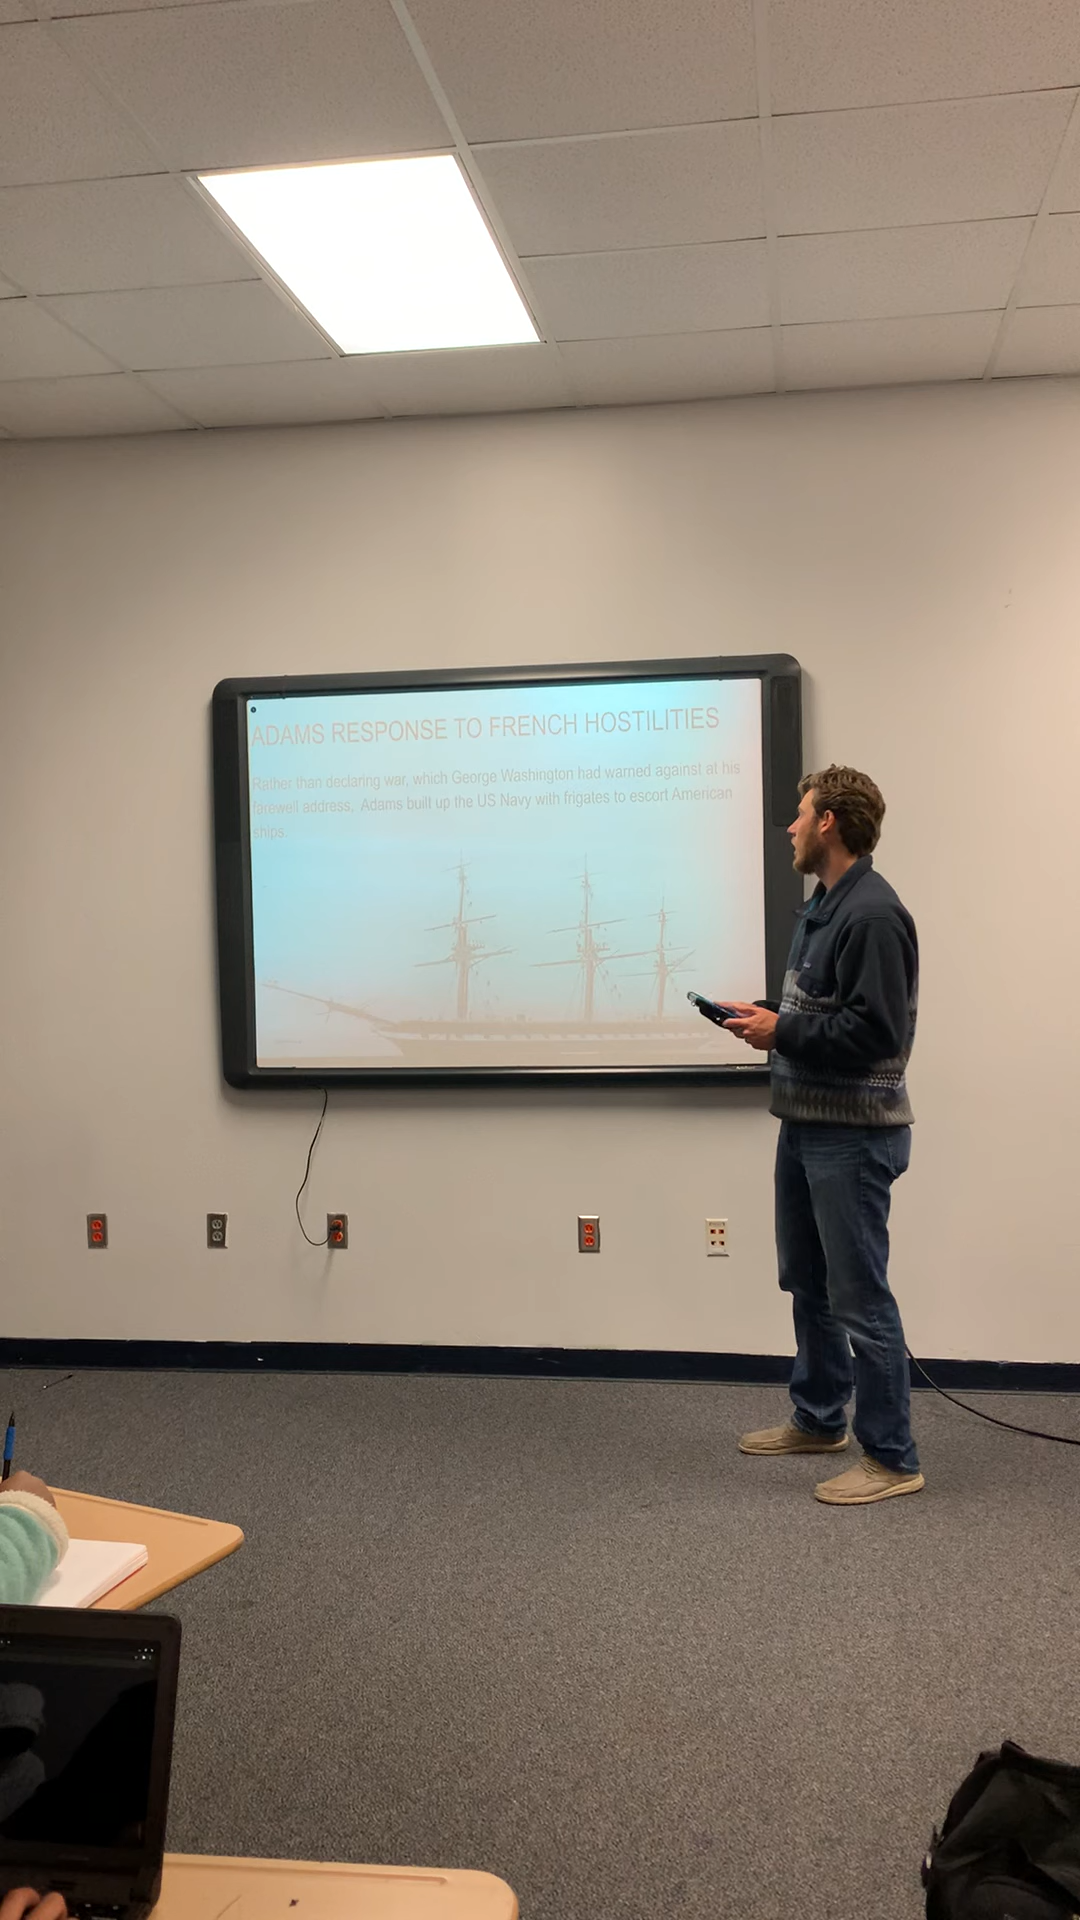 ADAMS RESPONSE TO FRENCH HOSTILITIES
Rather than declaring war, which George Washington had warned against at his
farewell address, Adams built up the US Navy with frigates to escort American
ships.